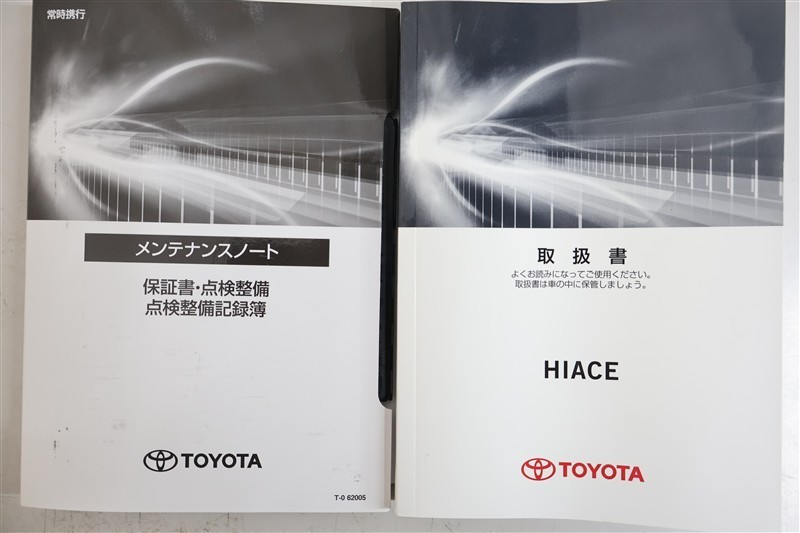 常時携行
メンテナンスノート
保証書・点検整備
点検整備記録簿
TOYOTA
T-0 62005
取扱書
よくお読みになってご使用ください。
取扱書は車の中に保管しましょう。
HIACE
TOYOTA